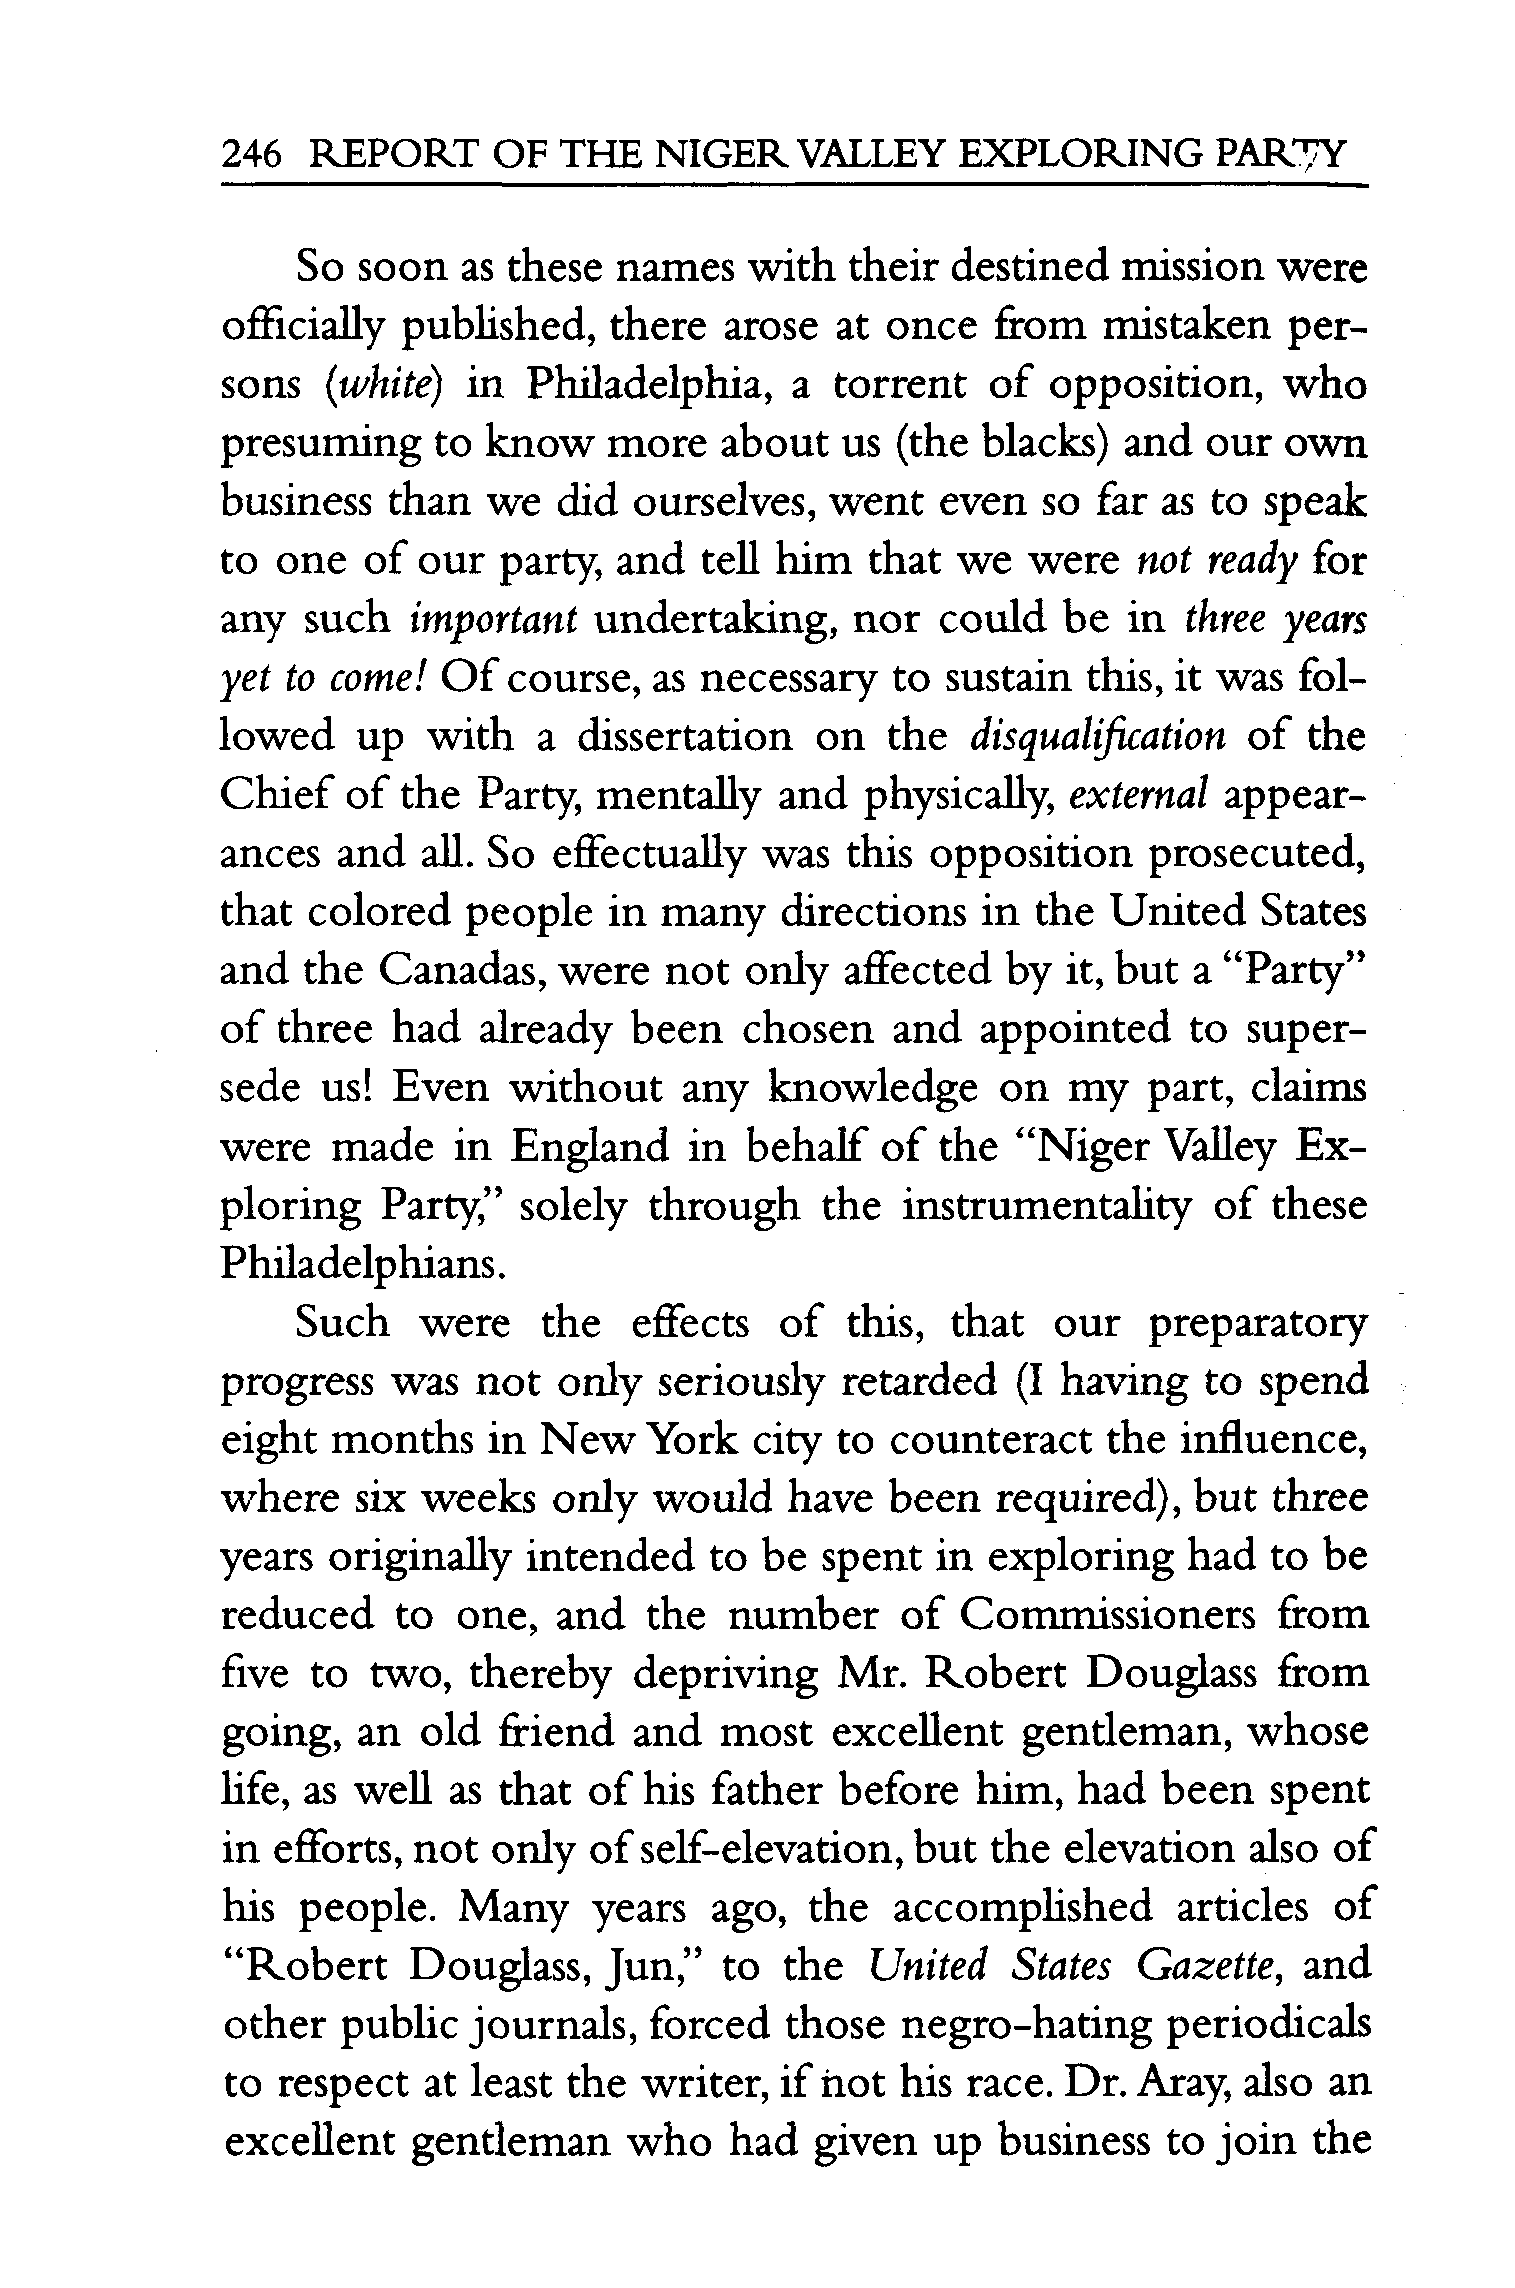 246 REPORT OF THE NIGER VALLEY EXPLORING PARTY
So soon as these names with their destined mission were
officially published, there arose at once from mistaken per-
sons (white) in Philadelphia, a torrent of opposition, who
presuming to know more about us (the blacks) and our own
business than we did ourselves, went even so far as to speak
to one of our party, and tell him that we were not ready for
any such important undertaking, nor could be in three years
yet to come! Of course, as necessary to sustain this, it was fol-
lowed up with a dissertation on the disqualification of the
Chief of the Party, mentally and physically, external appear-
ances and all. So effectually was this opposition prosecuted,
that colored people in many directions in the United States
and the Canadas, were not only affected by it, but a “Party”
of three had already been chosen and appointed to super-
sede us! Even without any knowledge on my part, claims
were made in England in behalf of the “Niger Valley Ex-
ploring Party,” solely through the instrumentality of these
Philadelphians.
Such were the effects of this, that our preparatory
progress was not only seriously retarded (I having to spend
eight months in New York city to counteract the influence,
where six weeks only would have been required), but three
years originally intended to be spent in exploring had to be
reduced to one, and the number of Commissioners from
five to two, thereby depriving Mr. Robert Douglass from
going, an old friend and most excellent gentleman, whose
life, as well as that of his father before him, had been spent
in efforts, not only of self-elevation, but the elevation also of
his people. Many years ago, the accomplished articles of
“Robert Douglass, Jun,” to the United States Gazette, and
other public journals, forced those negro-hating periodicals
to respect at least the writer, if not his race. Dr. Aray, also an
excellent gentleman who had given up business to join the